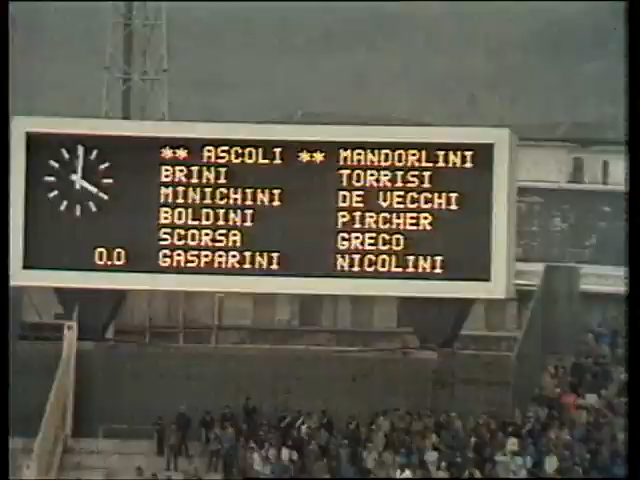 ** ASCOLI ** MANDORLINI
BRINI TORRISI
MINICHINI DE VECCHI
BOLDINI PIRCHER
SCORSA GRECO
0.0 GASPARINI NICOLINI